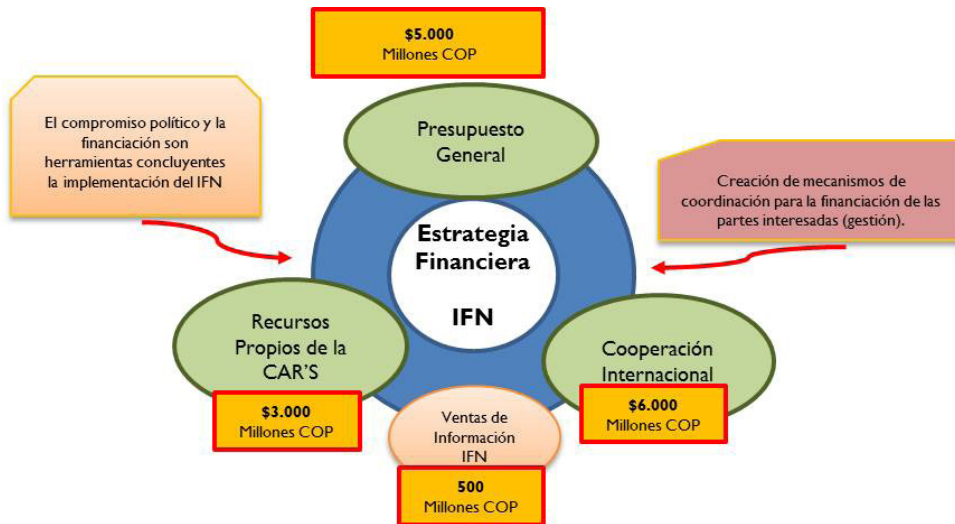 $5.000
Millones COP
Presupuesto
General
El compromiso político y la
financiación son
herramientas concluyentes
la implementación del IFN
Creación de mecanismos de
coordinación para la financiación de las
partes interesadas (gestión).
Estrategia
Financiera
IFN
Recursos
Propios de la
CAR'S
$3.000
Millones COP
Cooperación
Internacional
$6.000
Millones COP
Ventas de
Información
IFN
500
Millones COP